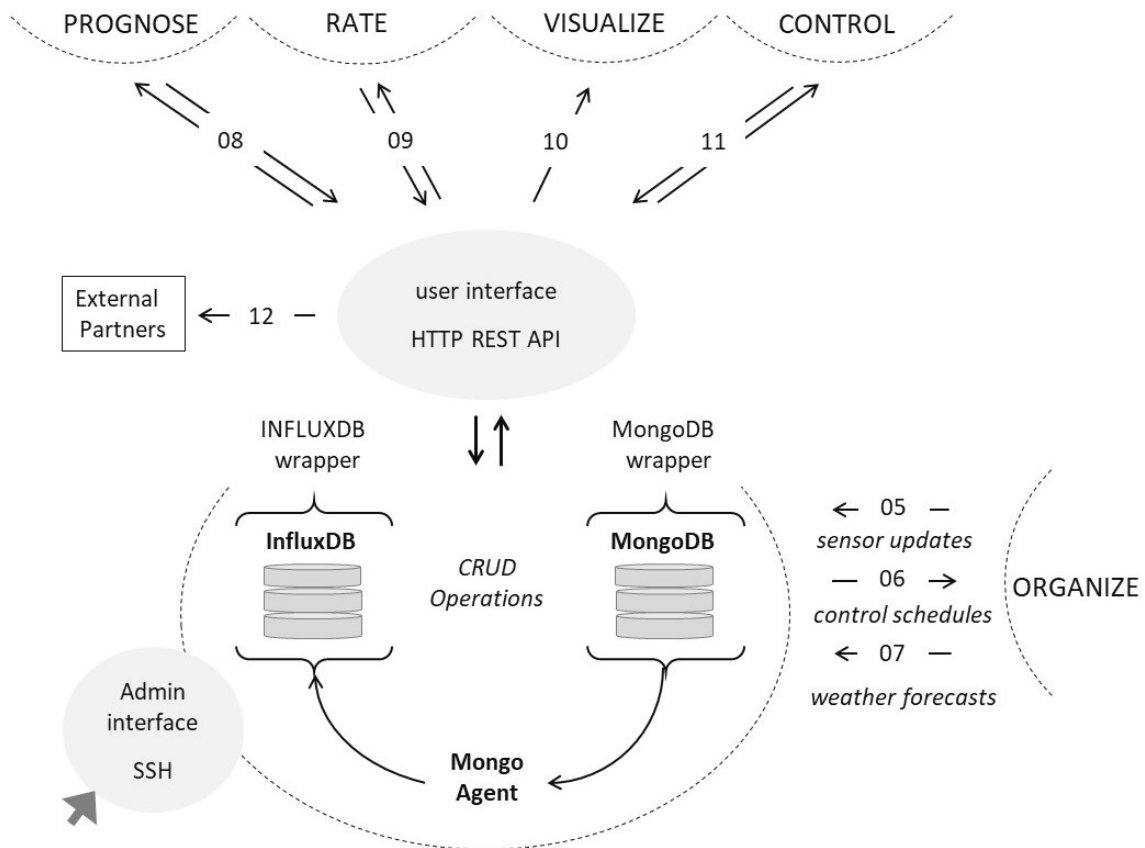 PROGNOSE
RATE
VISUALIZE
CONTROL
08
09
10
11
External
Partners
12
user interface
HTTP REST API
INFLUXDB
wrapper
MongoDB
wrapper
InfluxDB
MongoDB
CRUD
Operations
05
sensor updates
06
control schedules
07
weather forecasts
ORGANIZE
Admin
interface
SSH
Mongo
Agent